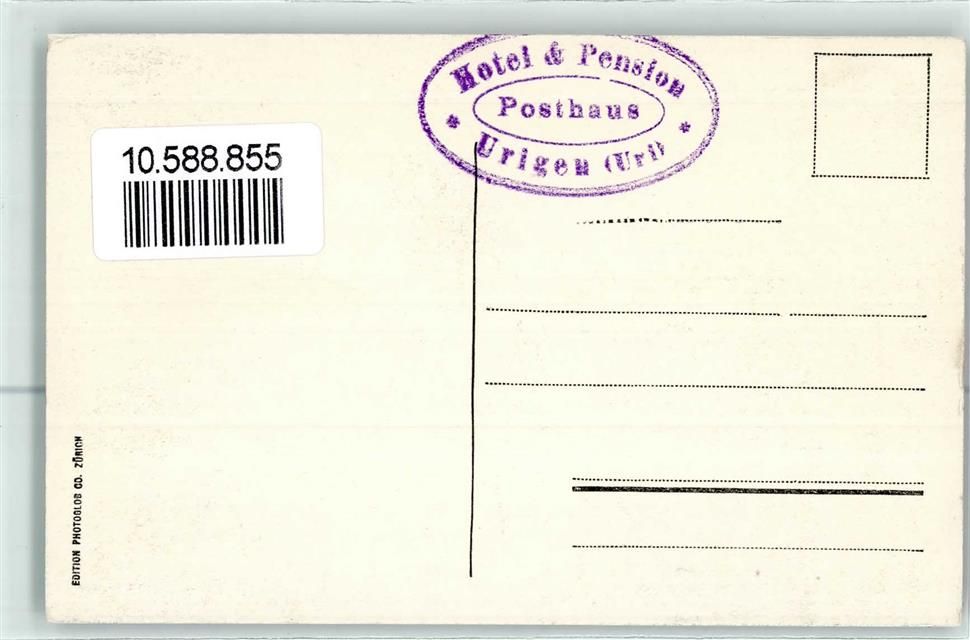 Hotel & Pension
Posthaus
* Urigen (Uri) *
10.588.855
EDITION PHOTOGLOB CO. ZÜRICH